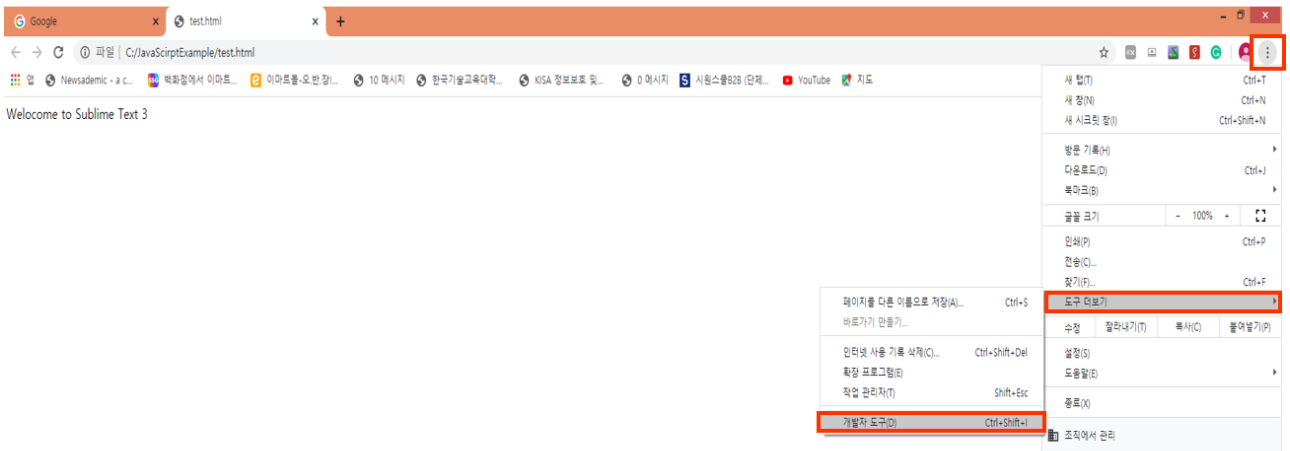 Google test.html
파일 | C:/JavaScirptExample/test.html
앱 Newsademic - a c... 백화점에서 이마트... 이마트몰-오.반.장!... 10 메시지 한국기술교육대학... KISA 정보보호 및... 0 메시지 시원스쿨B2B (단체... YouTube 지도
Welocome to Sublime Text 3
새 탭(T) Ctrl+T
새 창(N) Ctrl+N
새 시크릿 창(I) Ctrl+Shift+N
방문 기록(H)
다운로드(D) Ctrl+J
북마크(B)
글꼴 크기 - 100% +
인쇄(P) Ctrl+P
전송(C)...
찾기(F)... Ctrl+F
도구 더보기
수정 잘라내기(T) 복사(C) 붙여넣기(P)
설정(S)
도움말(E)
종료(X)
조직에서 관리
페이지를 다른 이름으로 저장(A)... Ctrl+S
바로가기 만들기...
인터넷 사용 기록 삭제(C)... Ctrl+Shift+Del
확장 프로그램(E)
작업 관리자(T) Shift+Esc
개발자 도구(D) Ctrl+Shift+I